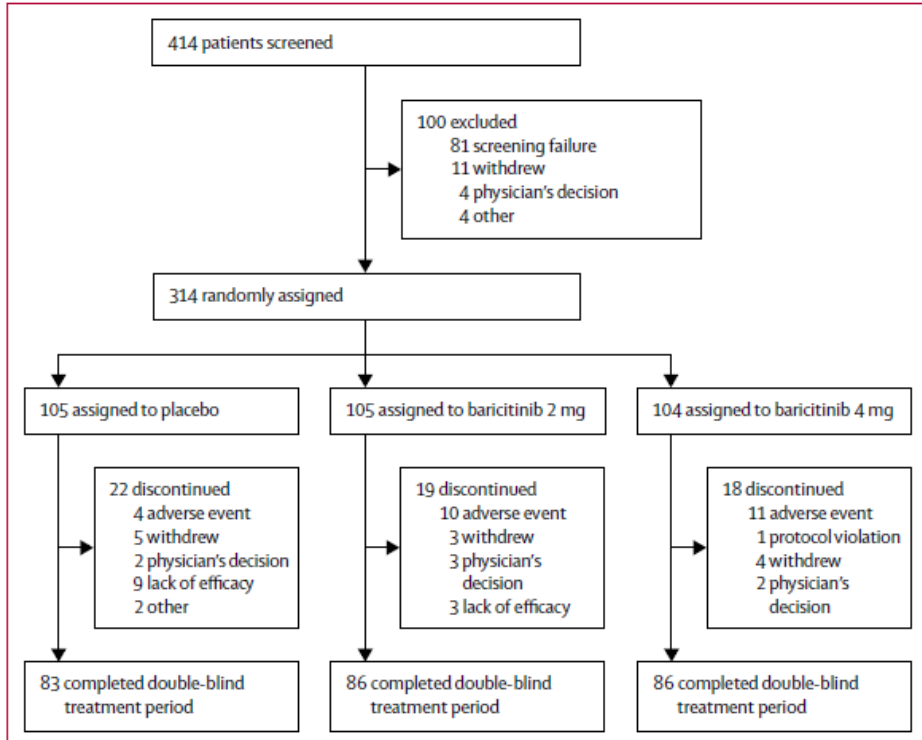 414 patients screened
100 excluded
81 screening failure
11 withdrew
4 physician's decision
4 other
314 randomly assigned
105 assigned to placebo
105 assigned to baricitinib 2 mg
104 assigned to baricitinib 4 mg
22 discontinued
4 adverse event
5 withdrew
2 physician's decision
9 lack of efficacy
2 other
19 discontinued
10 adverse event
3 withdrew
3 physician's
decision
3 lack of efficacy
18 discontinued
11 adverse event
1 protocol violation
4 withdrew
2 physician's
decision
83 completed double-blind
treatment period
86 completed double-blind
treatment period
86 completed double-blind
treatment period